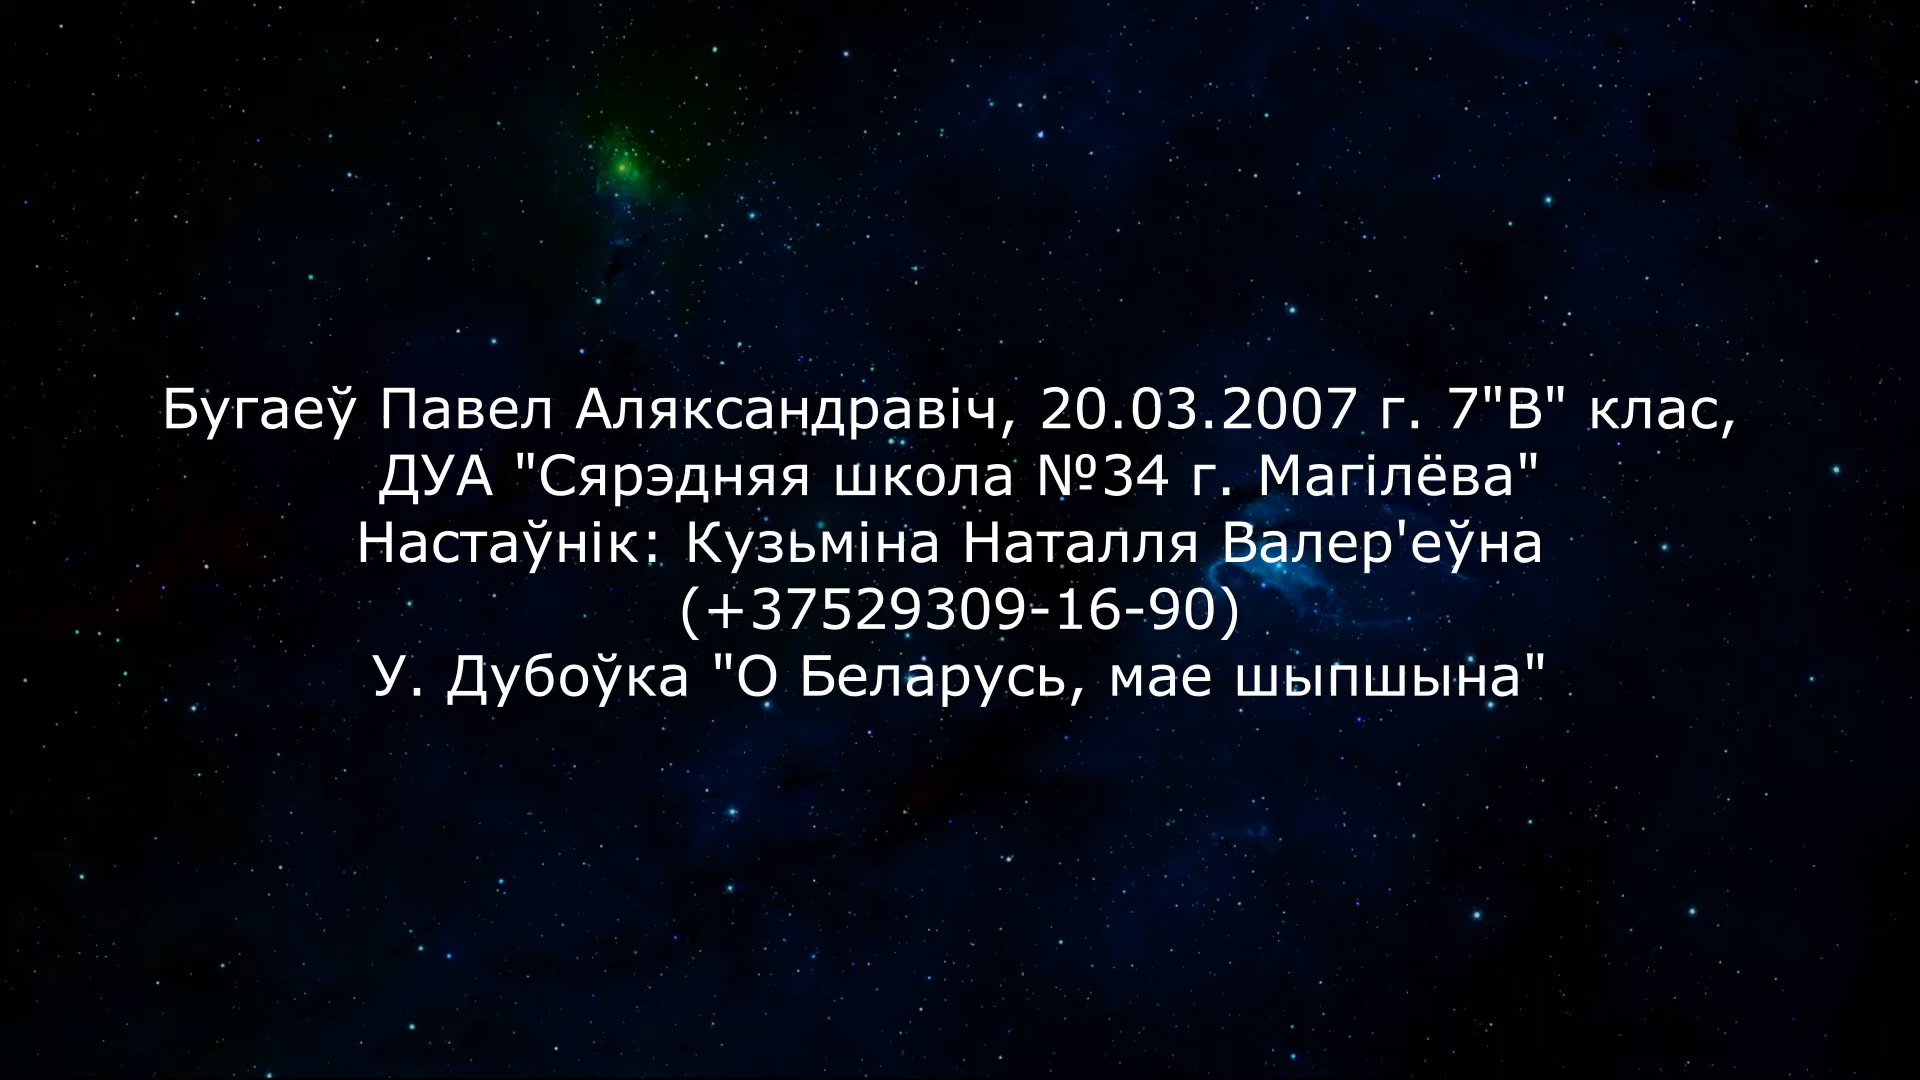 Бугаеў Павел Аляксандравіч, 20.03.2007 г. 7"В" клас,
ДУА "Сярэдняя школа №34 г. Магілёва"
Настаўнік: Кузьміна Наталля Валер'еўна
(+37529309-16-90)
У. Дубоўка "О Беларусь, мае шыпшына"